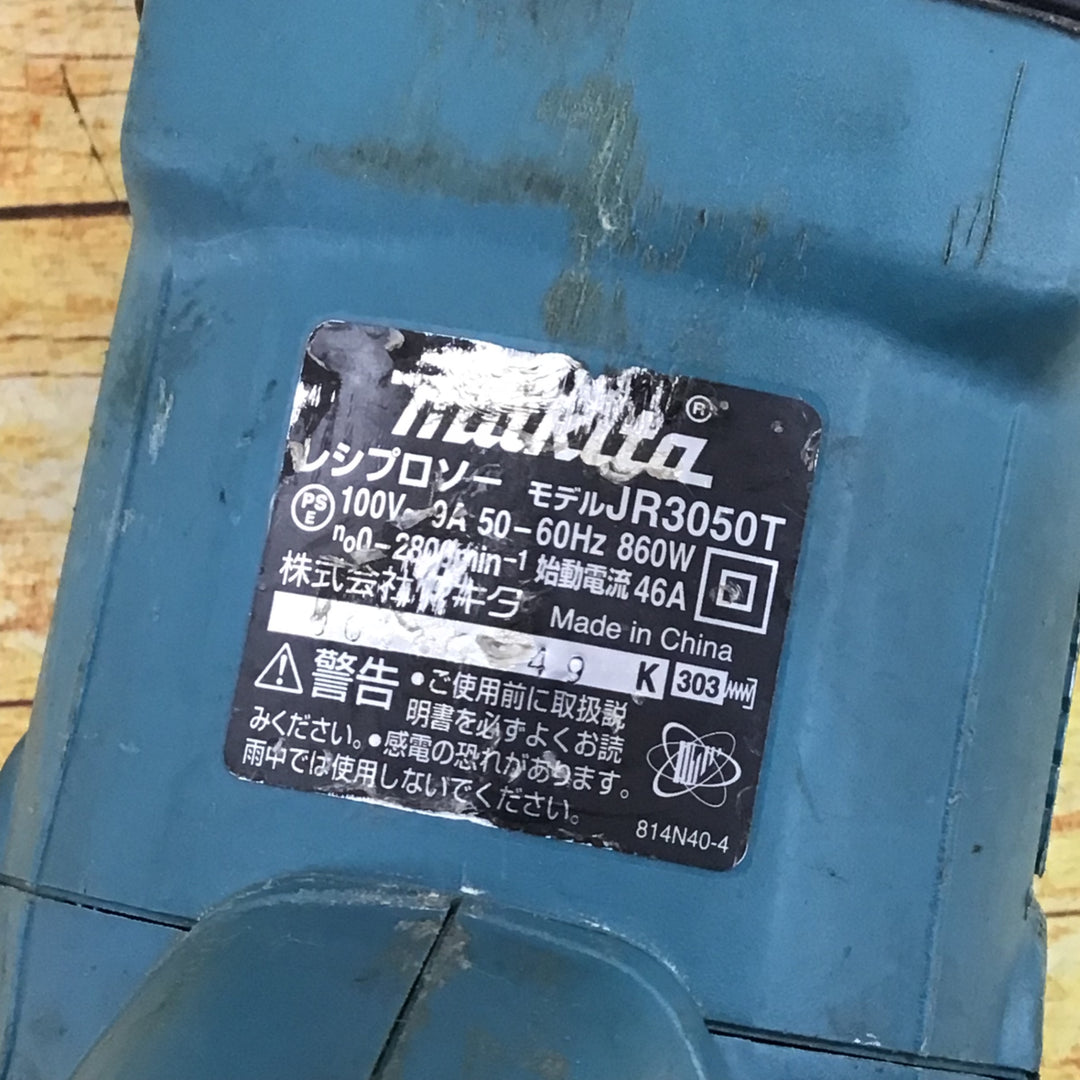 makita ®
レシプロソー モデルJR3050T
PSE 100V~ 9A 50-60Hz 860W
n₀0-2800min⁻¹ 始動電流 46A
株式会社マキタ Made in China
49 K 303
⚠警告 •ご使用前に取扱説
明書を必ずよくお読
みください。•感電の恐れがあります。
雨中では使用しないでください。
814N40-4